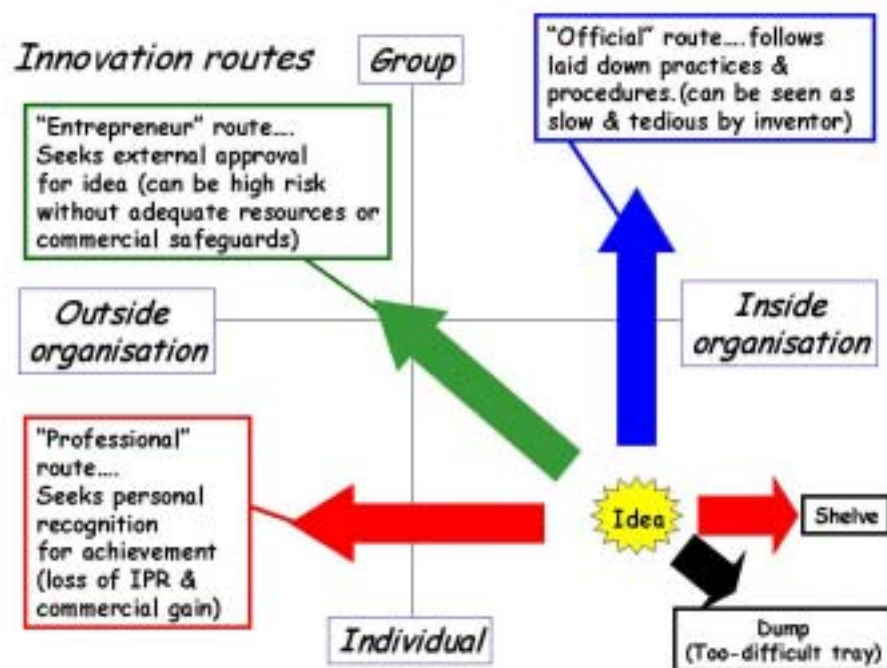 Innovation routes
Group
"Official" route....follows
laid down practices &
procedures.(can be seen as
slow & tedious by inventor)
"Entrepreneur" route....
Seeks external approval
for idea (can be high risk
without adequate resources or
commercial safeguards)
Outside
organisation
Inside
organisation
"Professional"
route....
Seeks personal
recognition
for achievement
(loss of IPR &
commercial gain)
Idea
Shelve
Individual
Dump
(Too-difficult tray)